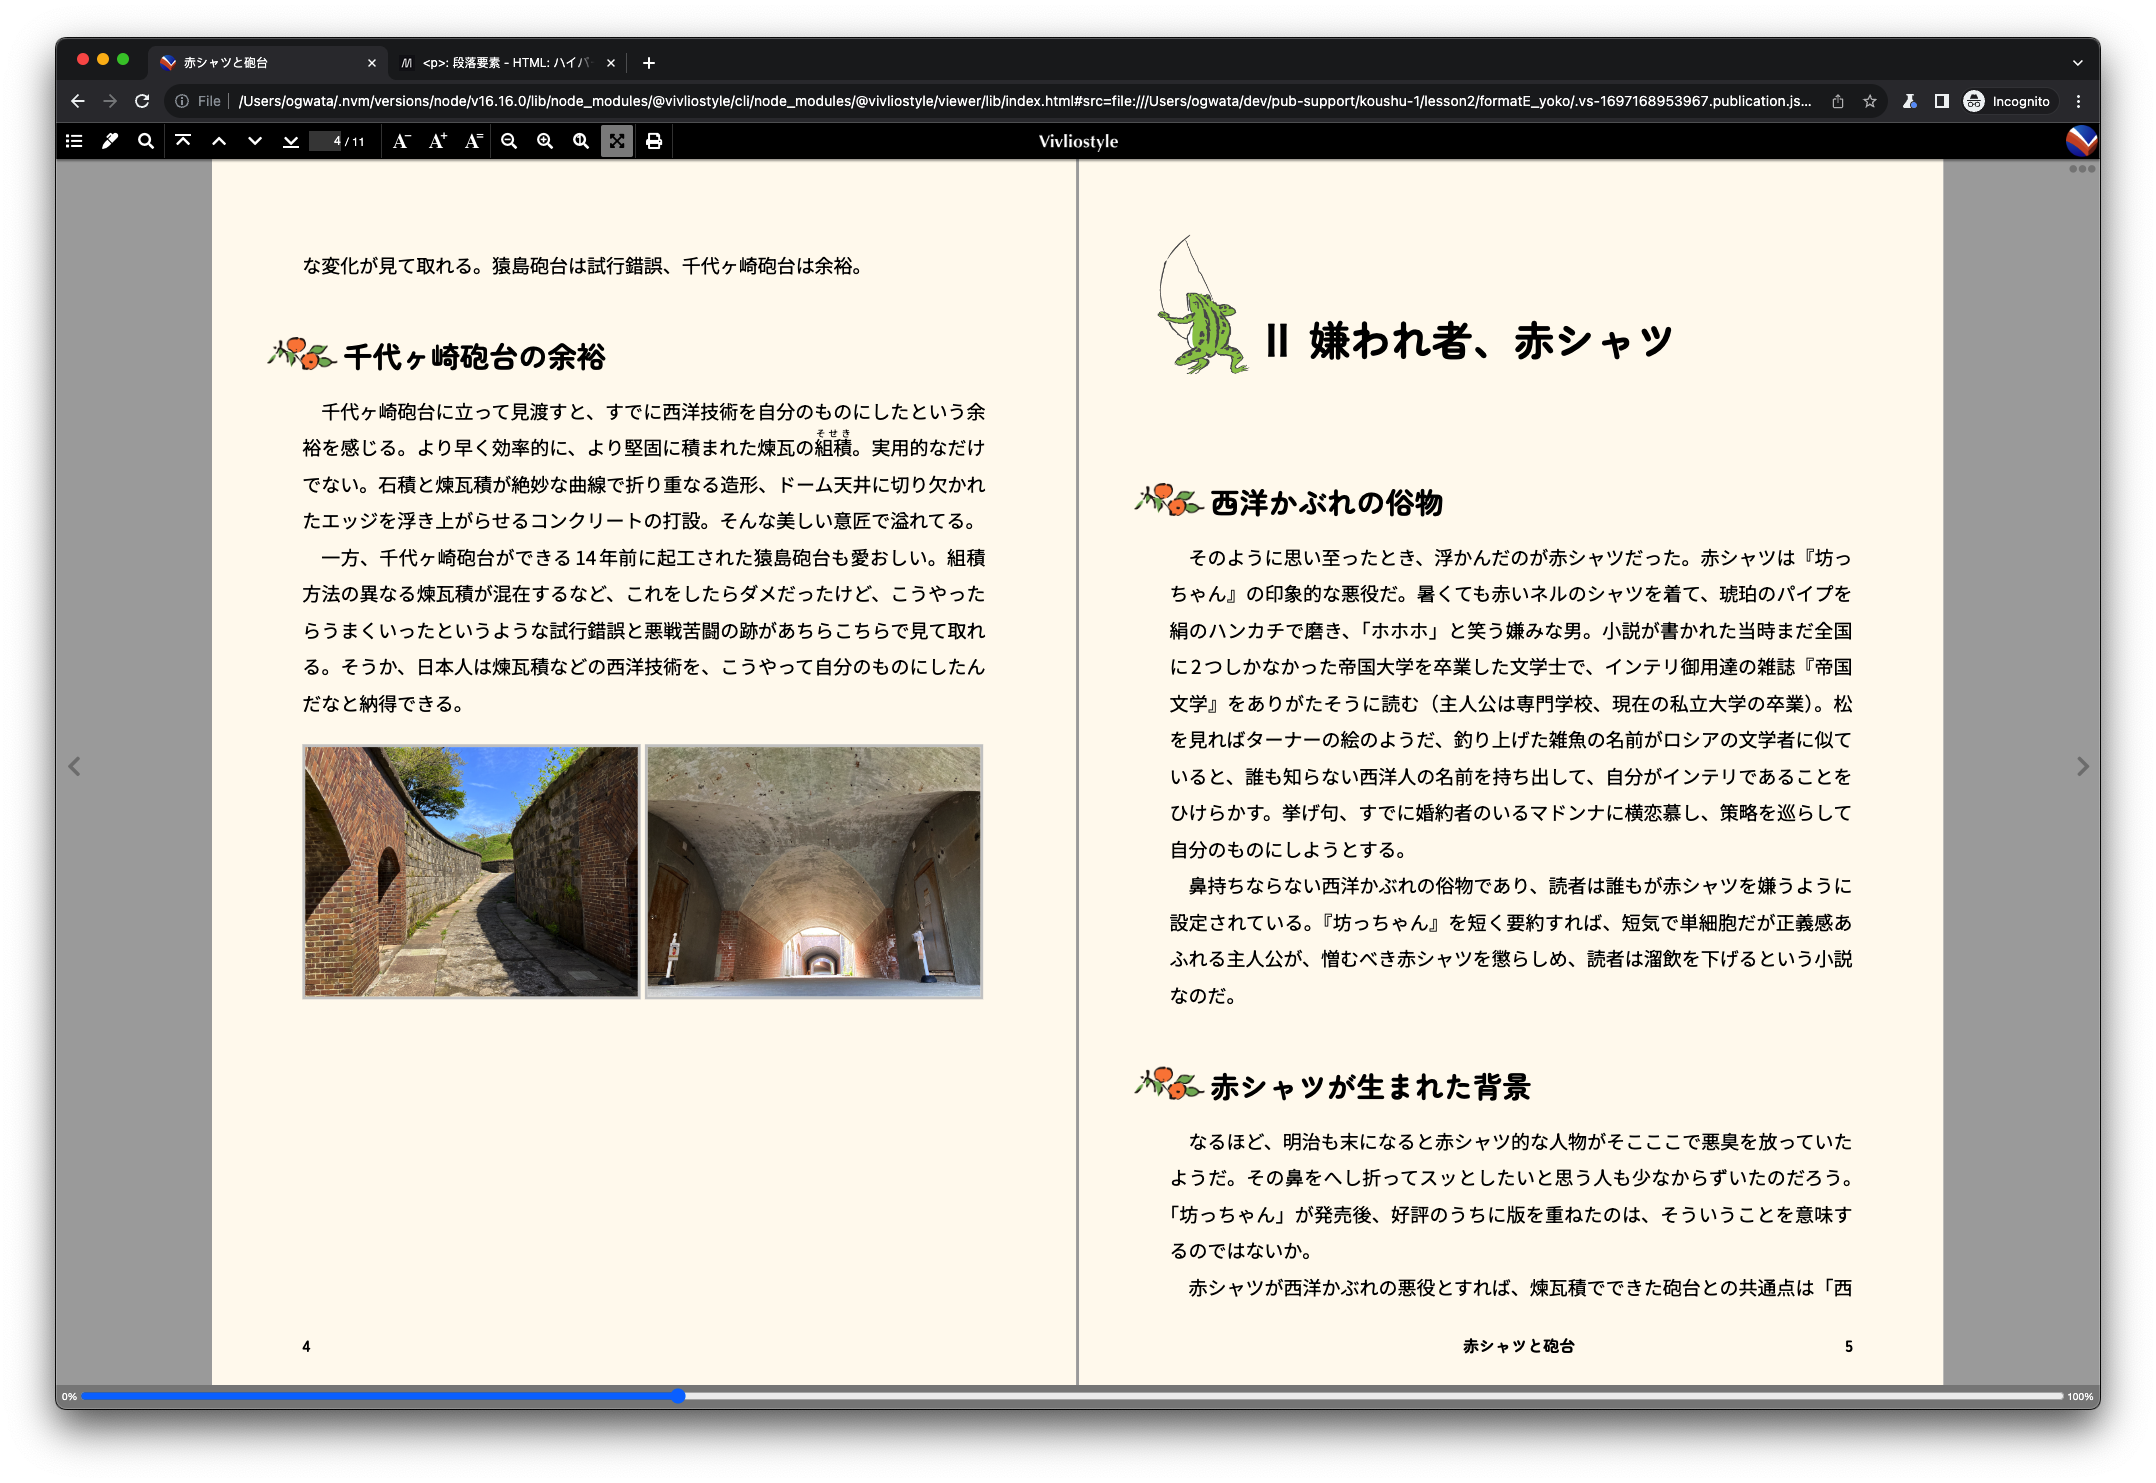 赤シャツと砲台
<p>: 段落要素 - HTML: ハイパ
File
/Users/ogwata/.nvm/versions/node/v16.16.0/lib/node_modules/@vivliostyle/cli/node_modules/@vivliostyle/viewer/lib/index.html#src=file:///Users/ogwata/dev/pub-support/koushu-1/lesson2/formatE_yoko/.vs-1697168953967.publication.js...
Incognito
4 / 11
A- A+ A=
Vivliostyle
な変化が見て取れる。猿島砲台は試行錯誤、千代ヶ崎砲台は余裕。
千代ヶ崎砲台の余裕
千代ヶ崎砲台に立って見渡すと、すでに西洋技術を自分のものにしたという余
そせき
裕を感じる。より早く効率的に、より堅固に積まれた煉瓦の組積。実用的なだけ
でない。石積と煉瓦積が絶妙な曲線で折り重なる造形、ドーム天井に切り欠かれ
たエッジを浮き上がらせるコンクリートの打設。そんな美しい意匠で溢れてる。
一方、千代ヶ崎砲台ができる14年前に起工された猿島砲台も愛おしい。組積
方法の異なる煉瓦積が混在するなど、これをしたらダメだったけど、こうやった
らうまくいったというような試行錯誤と悪戦苦闘の跡があちらこちらで見て取れ
る。そうか、日本人は煉瓦積などの西洋技術を、こうやって自分のものにしたん
だなと納得できる。
4
II 嫌われ者、赤シャツ
西洋かぶれの俗物
そのように思い至ったとき、浮かんだのが赤シャツだった。赤シャツは『坊っ
ちゃん』の印象的な悪役だ。暑くても赤いネルのシャツを着て、琥珀のパイプを
絹のハンカチで磨き、「ホホホ」と笑う嫌みな男。小説が書かれた当時まだ全国
に2つしかなかった帝国大学を卒業した文学士で、インテリ御用達の雑誌『帝国
文学』をありがたそうに読む（主人公は専門学校、現在の私立大学の卒業）。松
を見ればターナーの絵のようだ、釣り上げた雑魚の名前がロシアの文学者に似て
いると、誰も知らない西洋人の名前を持ち出して、自分がインテリであることを
ひけらかす。挙げ句、すでに婚約者のいるマドンナに横恋慕し、策略を巡らして
自分のものにしようとする。
鼻持ちならない西洋かぶれの俗物であり、読者は誰もが赤シャツを嫌うように
設定されている。『坊っちゃん』を短く要約すれば、短気で単細胞だが正義感あ
ふれる主人公が、憎むべき赤シャツを懲らしめ、読者は溜飲を下げるという小説
なのだ。
赤シャツが生まれた背景
なるほど、明治も末になると赤シャツ的な人物がそこここで悪臭を放っていた
ようだ。その鼻をへし折ってスッとしたいと思う人も少なからずいたのだろう。
「坊っちゃん」が発売後、好評のうちに版を重ねたのは、そういうことを意味す
るのではないか。
赤シャツが西洋かぶれの悪役とすれば、煉瓦積でできた砲台との共通点は「西
赤シャツと砲台
5
0%
100%